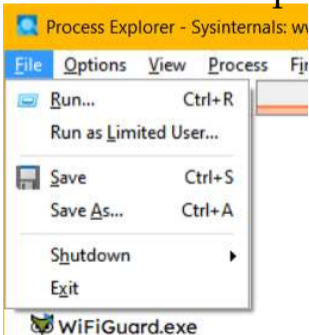 Process Explorer - Sysinternals: w
File Options View Process Fi
Run... Ctrl+R
Run as Limited User...
Save Ctrl+S
Save As... Ctrl+A
Shutdown
Exit
WiFiGuard.exe